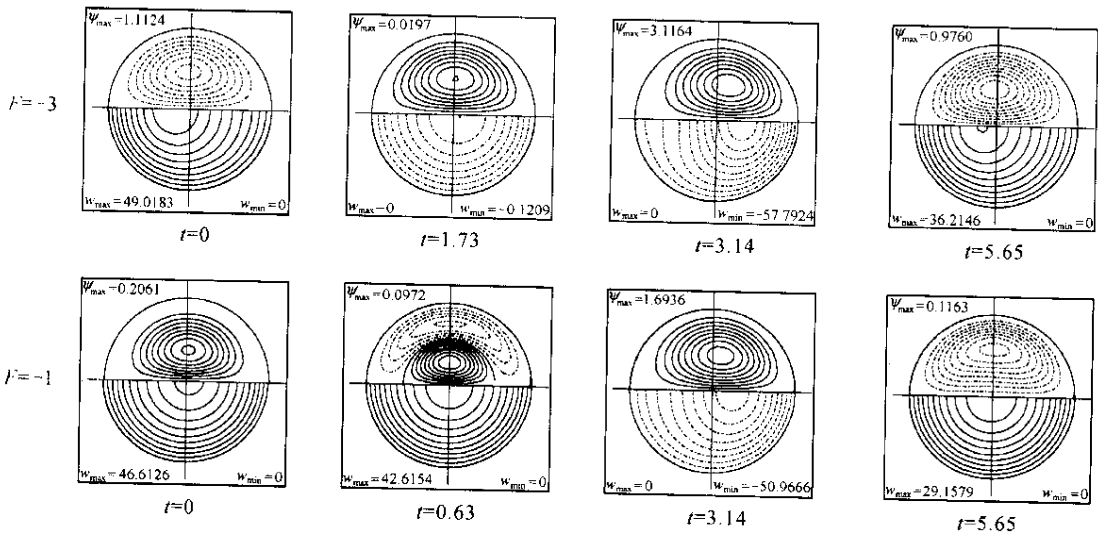 ψmax=1.1124
wmax=49.0183 wmin=0
t=0
ψmax=0.0197
wmax=0 wmin=-0.1209
t=1.73
ψmax=3.1164
wmax=0 wmin=-57.7924
t=3.14
ψmax=0.9760
wmax=36.2146 wmin=0
t=5.65
F=-3
ψmax=0.2061
wmax=46.6126 wmin=0
t=0
ψmax=0.0972
wmax=42.6154 wmin=0
t=0.63
ψmax=1.6936
wmax=0 wmin=-50.9666
t=3.14
ψmax=0.1163
wmax=29.1579 wmin=0
t=5.65
F=-1